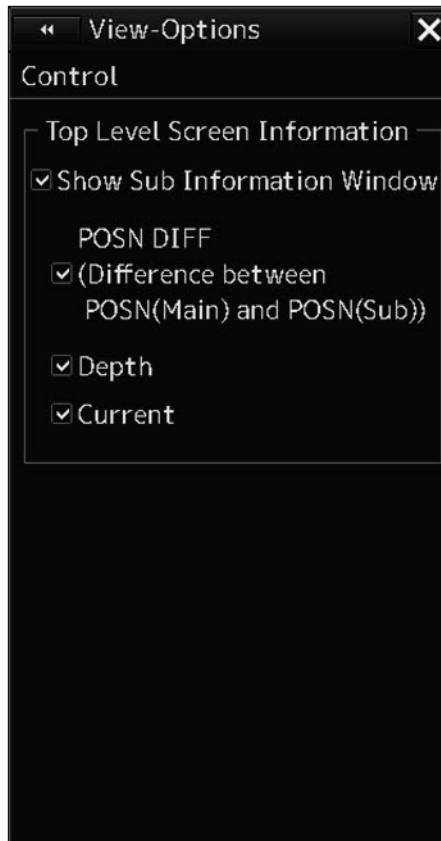 View-Options
Control
Top Level Screen Information
Show Sub Information Window
POSN DIFF
(Difference between
POSN(Main) and POSN(Sub))
Depth
Current